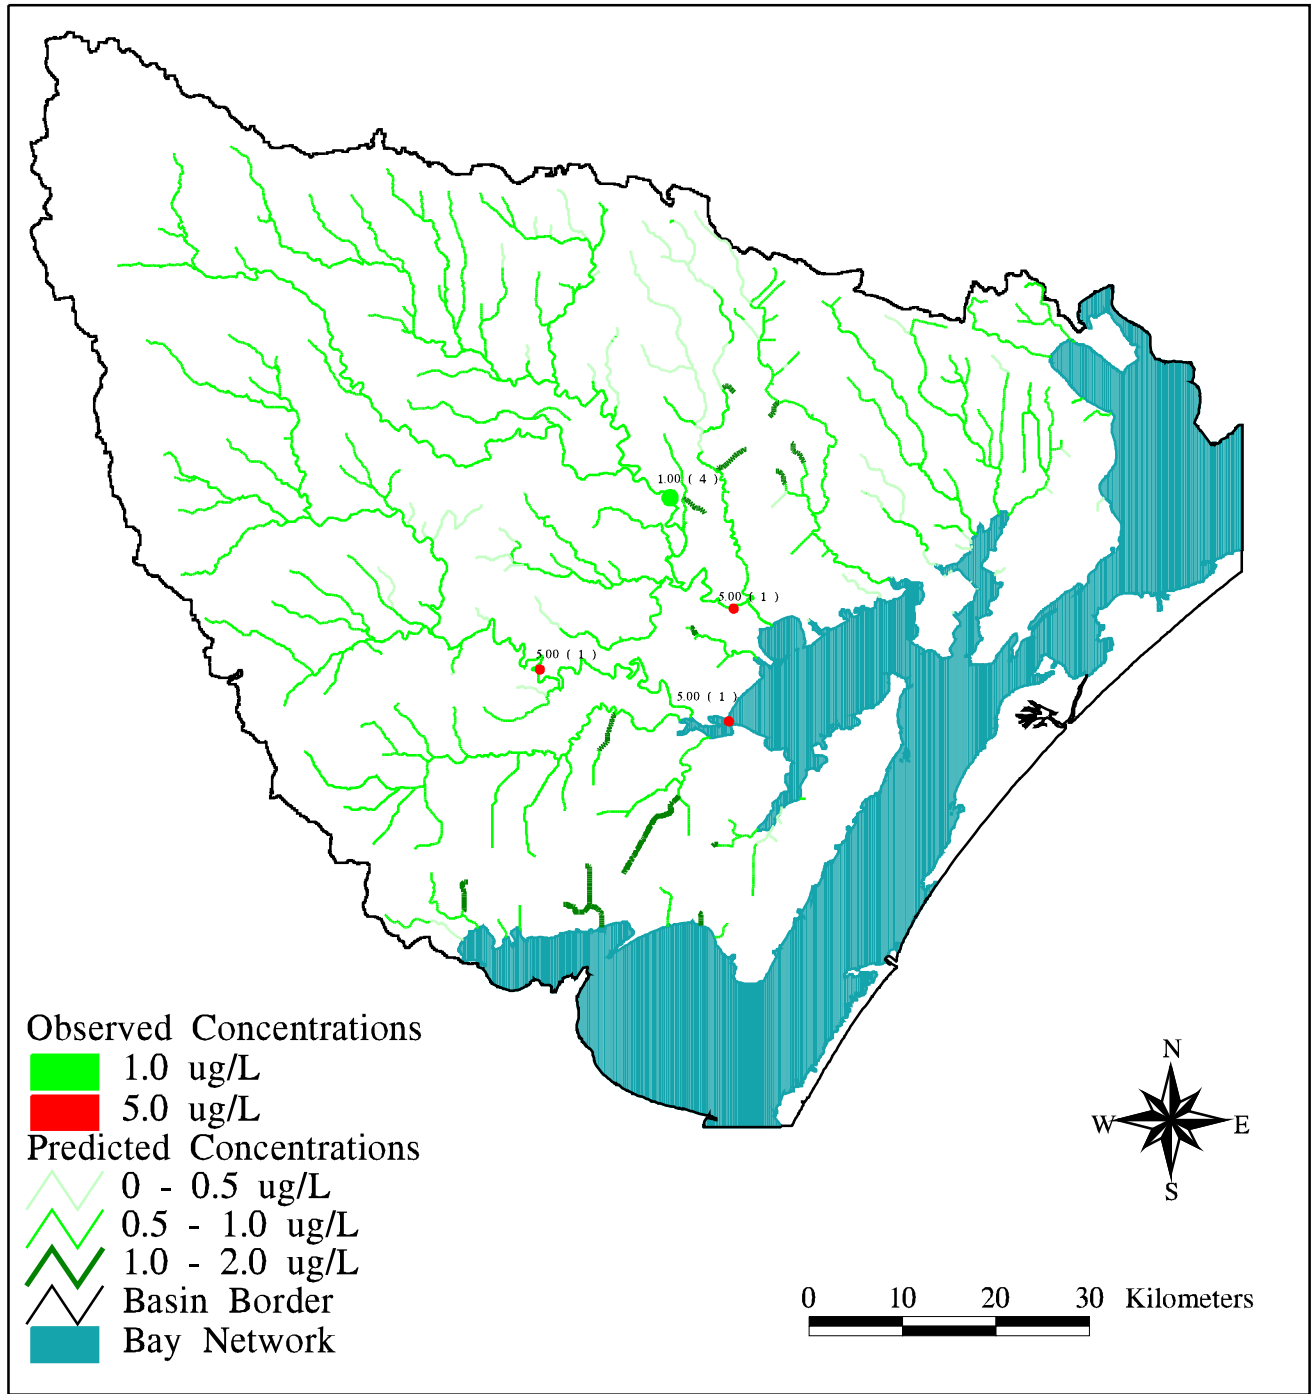 1.00 ( 4 )
5.00 ( 1 )
5.00 ( 1 )
5.00 ( 1 )
Observed Concentrations
1.0 ug/L
5.0 ug/L
Predicted Concentrations
0 - 0.5 ug/L
0.5 - 1.0 ug/L
1.0 - 2.0 ug/L
Basin Border
Bay Network
N
W E
S
0 10 20 30 Kilometers